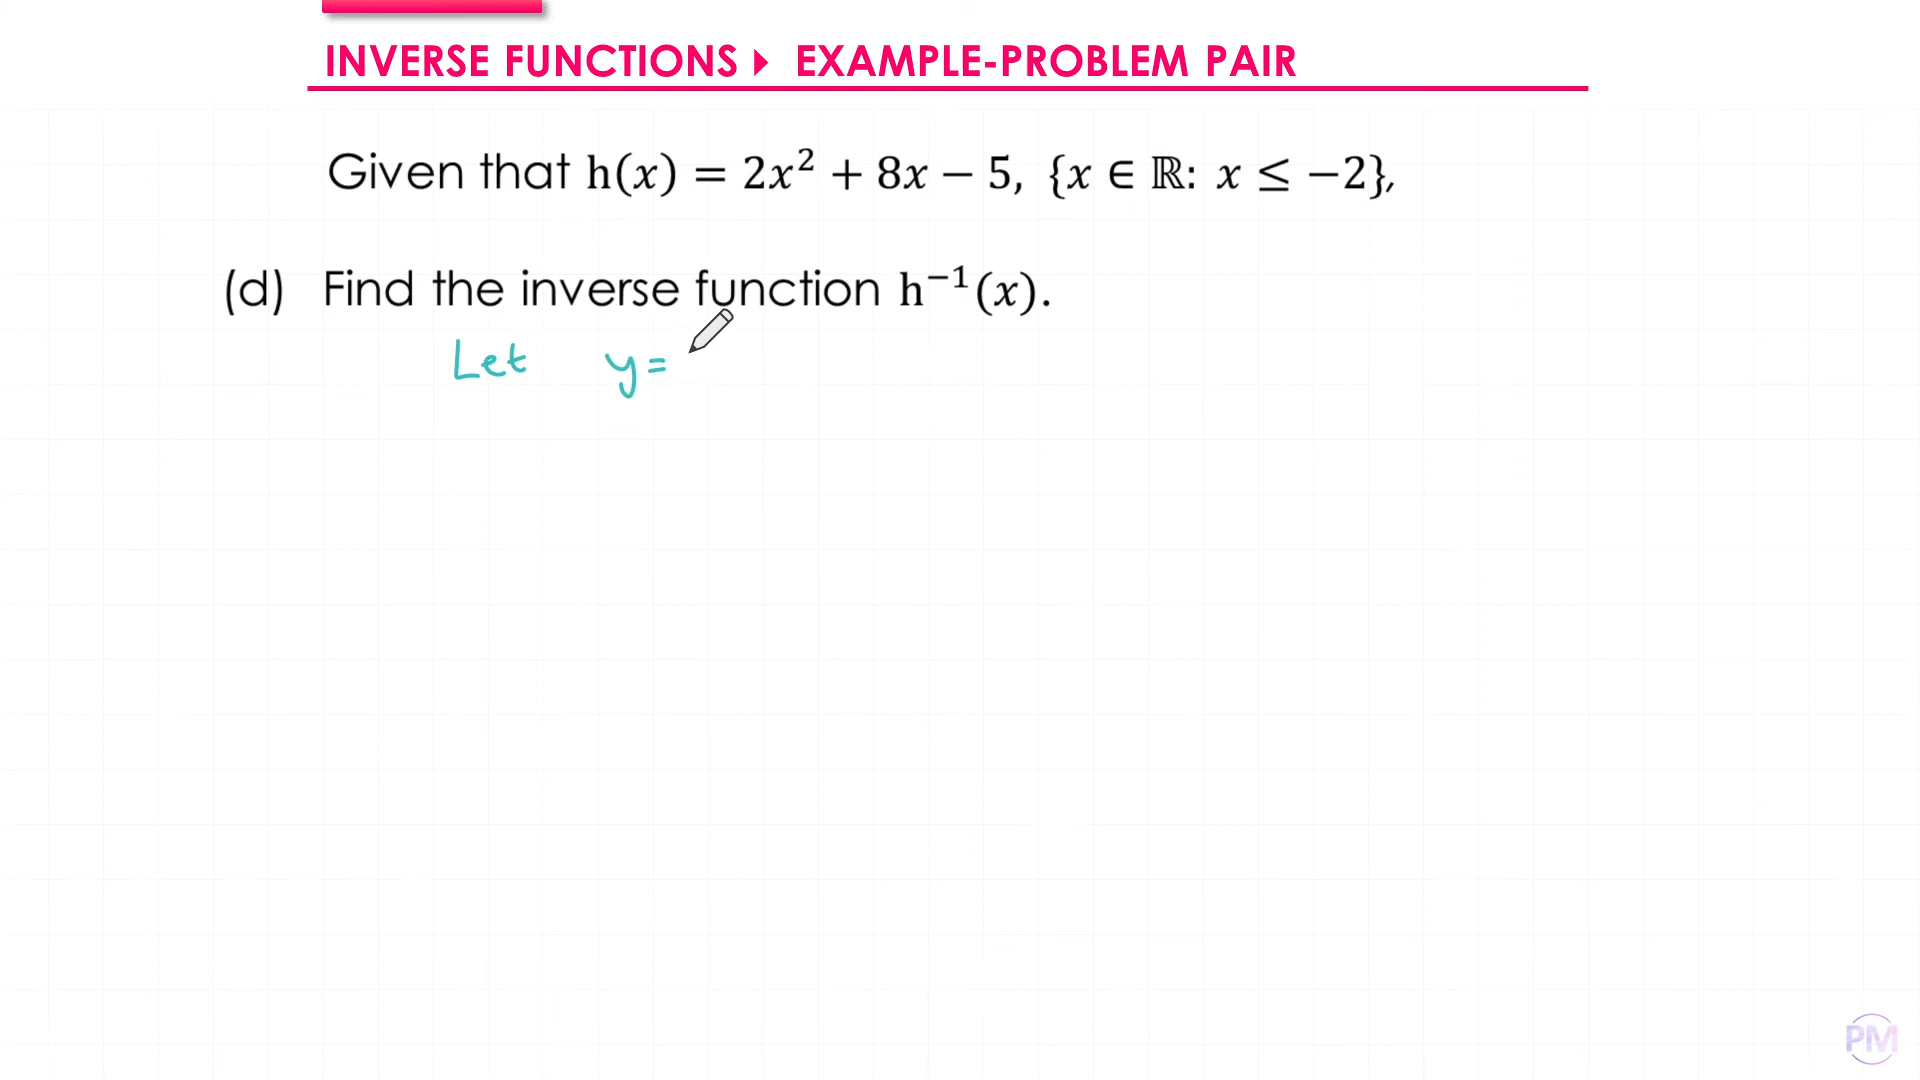 INVERSE FUNCTIONS ▸ EXAMPLE-PROBLEM PAIR
Given that h(x) = 2x² + 8x − 5, {x ∈ ℝ: x ≤ −2},
(d) Find the inverse function h⁻¹(x).
Let y=
PM